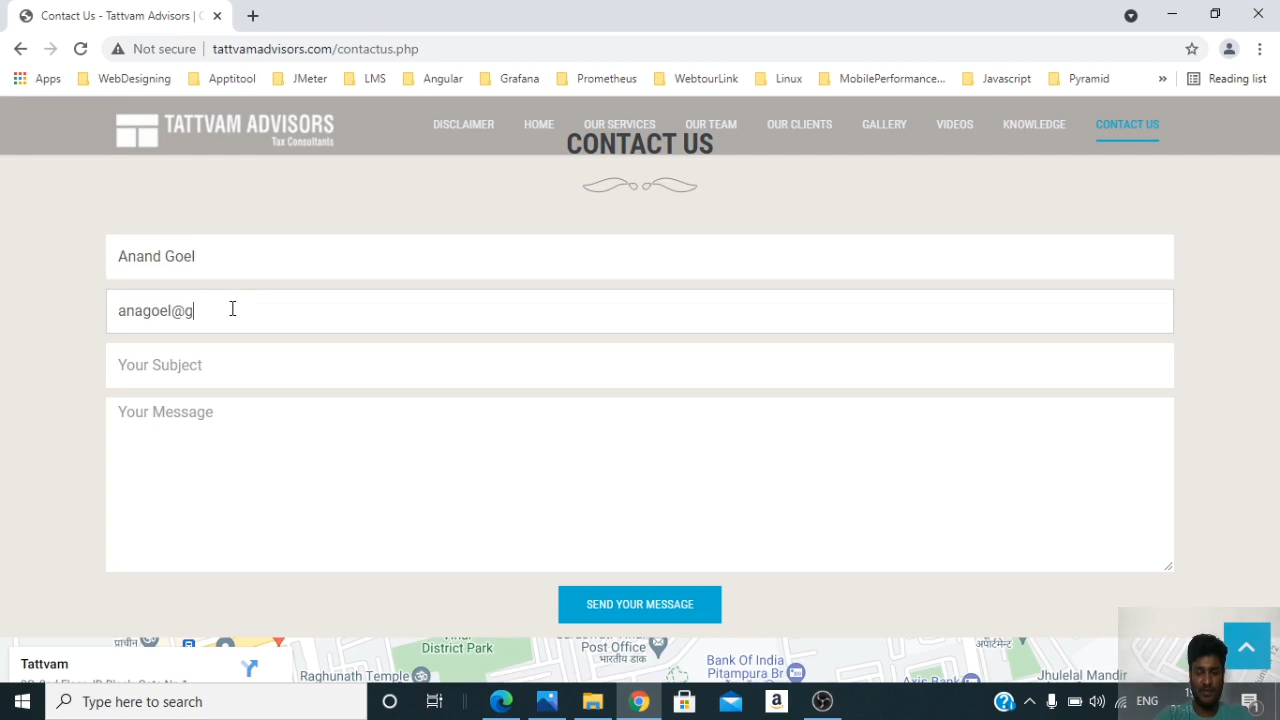 Contact Us - Tattvam Advisors - C
Not secure tattvamadvisors.com/contactus.php
Apps WebDesigning Apptitool JMeter LMS Angular Grafana Prometheus WebtourLink Linux MobilePerformance... Javascript Pyramid » Reading list
TATTVAM ADVISORS
Tax Consultants
DISCLAIMER HOME OUR SERVICES OUR TEAM OUR CLIENTS GALLERY VIDEOS KNOWLEDGE CONTACT US
CONTACT US
Anand Goel
anagoel@g
Your Subject
Your Message
SEND YOUR MESSAGE
District Park
Post Office
भारतीय डाक
Bank Of India
Pitampura Br
Tattvam
Raghunath Temple
Axis Bank
Jhulelal Mandir
Type here to search
ENG